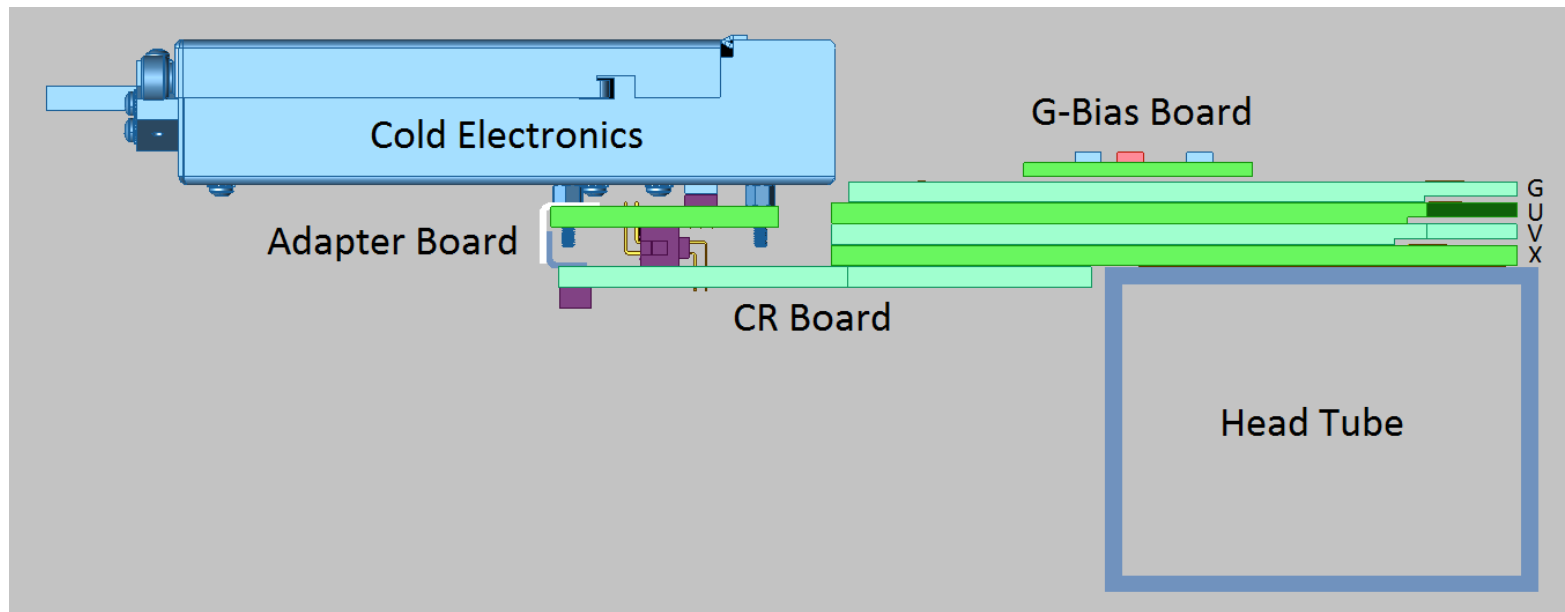 G-Bias Board
Cold Electronics
G
U
V
X
Adapter Board
CR Board
Head Tube